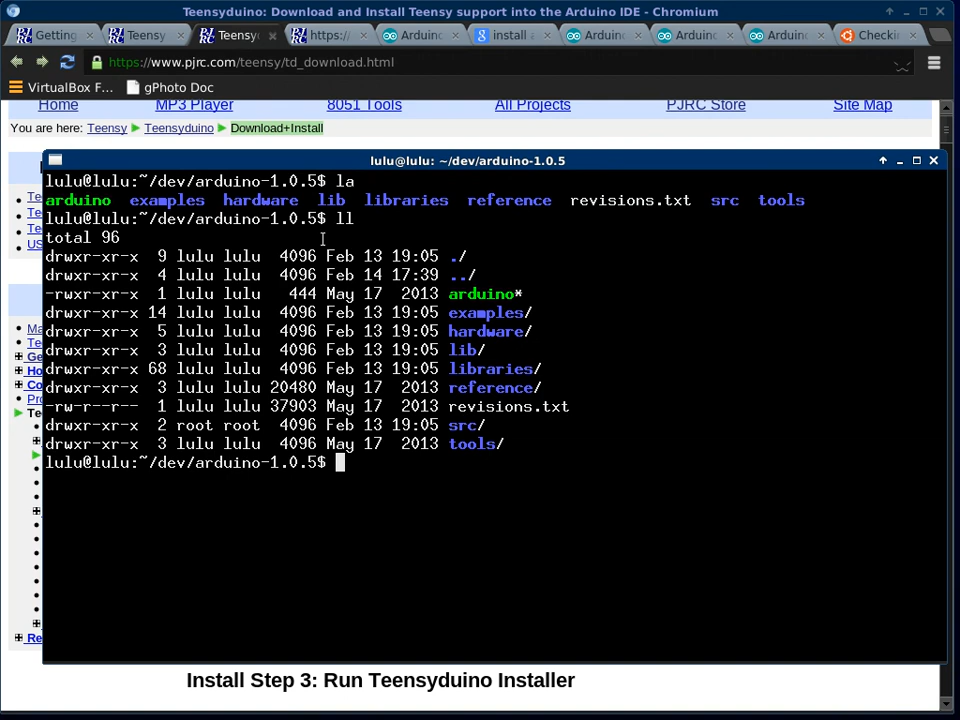 Teensyduino: Download and Install Teensy support into the Arduino IDE - Chromium
Getting Teensy Teensy https:// Arduin install a Arduin Arduin Arduin Checkin
https://www.pjrc.com/teensy/td_download.html
VirtualBox F... gPhoto Doc
Home MP3 Player 8051 Tools All Projects PJRC Store Site Map
You are here: Teensy Teensyduino Download+Install
lulu@lulu: ~/dev/arduino-1.0.5
lulu@lulu:~/dev/arduino-1.0.5$ la
arduino examples hardware lib libraries reference revisions.txt src tools
lulu@lulu:~/dev/arduino-1.0.5$ ll
total 96
drwxr-xr-x 9 lulu lulu 4096 Feb 13 19:05 ./
drwxr-xr-x 4 lulu lulu 4096 Feb 14 17:39 ../
-rwxr-xr-x 1 lulu lulu 444 May 17 2013 arduino*
drwxr-xr-x 14 lulu lulu 4096 Feb 13 19:05 examples/
drwxr-xr-x 5 lulu lulu 4096 Feb 13 19:05 hardware/
drwxr-xr-x 3 lulu lulu 4096 Feb 13 19:05 lib/
drwxr-xr-x 68 lulu lulu 4096 Feb 13 19:05 libraries/
drwxr-xr-x 3 lulu lulu 20480 May 17 2013 reference/
-rw-r--r-- 1 lulu lulu 37903 May 17 2013 revisions.txt
drwxr-xr-x 2 root root 4096 Feb 13 19:05 src/
drwxr-xr-x 3 lulu lulu 4096 May 17 2013 tools/
lulu@lulu:~/dev/arduino-1.0.5$
Install Step 3: Run Teensyduino Installer